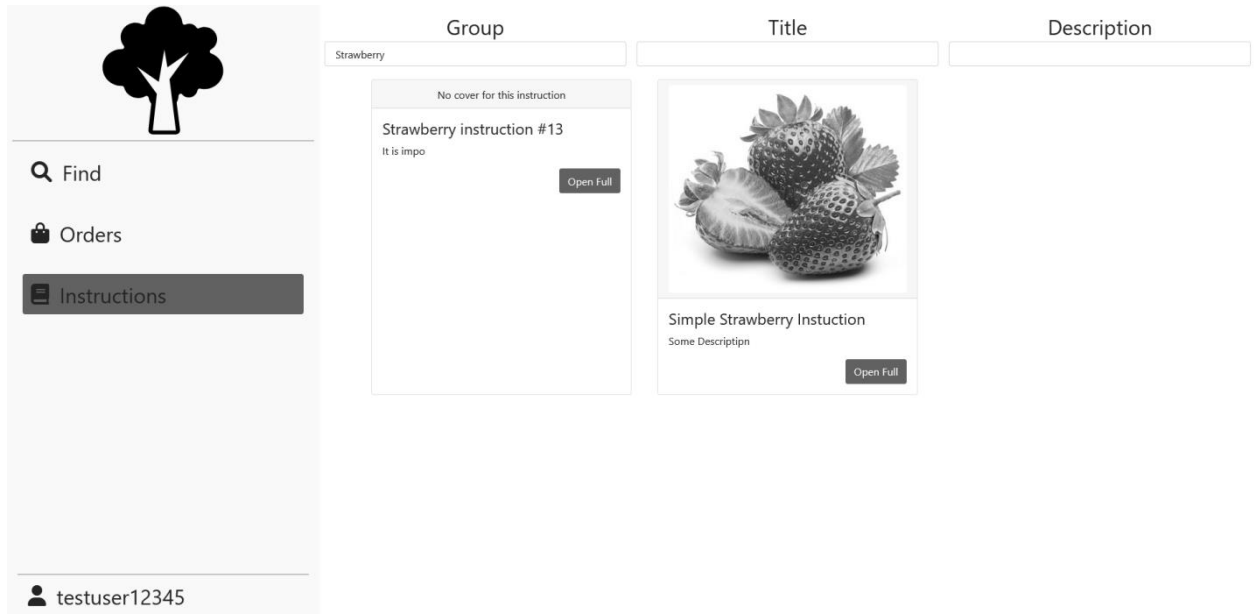 Find
Orders
Instructions
testuser12345
Group
Title
Description
Strawberry
No cover for this instruction
Strawberry instruction #13
It is impo
Open Full
Simple Strawberry Instuction
Some Descriptipn
Open Full